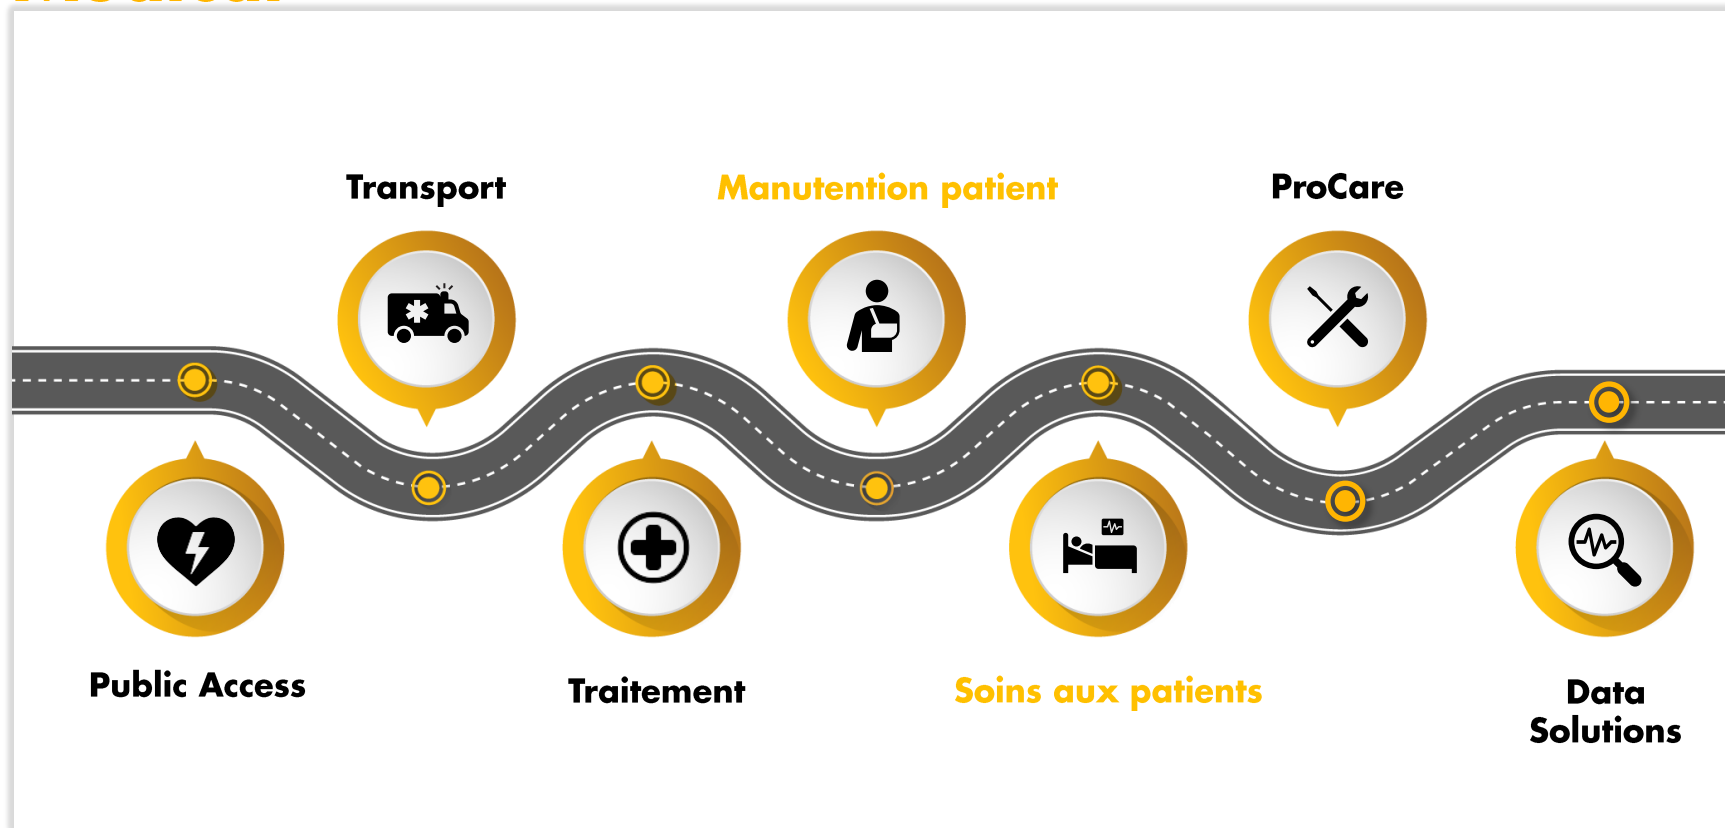 Transport
Manutention patient
ProCare
Public Access
Traitement
Soins aux patients
Data
Solutions